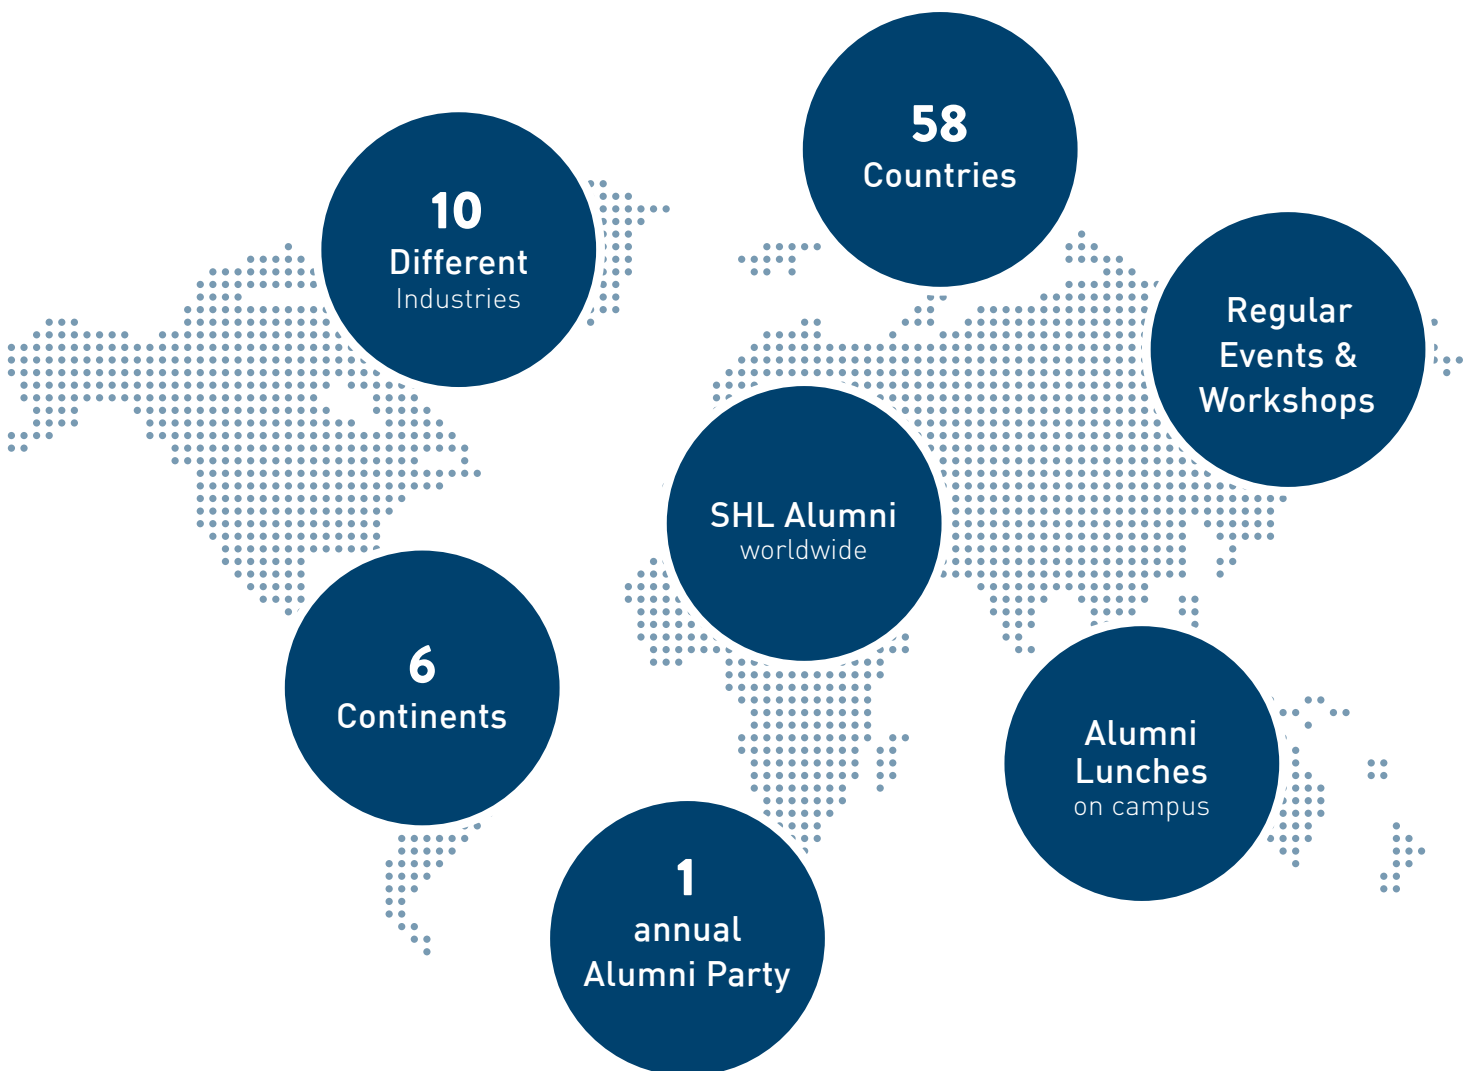 58
Countries
10
Different
Industries
Regular
Events &
Workshops
SHL Alumni
worldwide
6
Continents
Alumni
Lunches
on campus
1
annual
Alumni Party